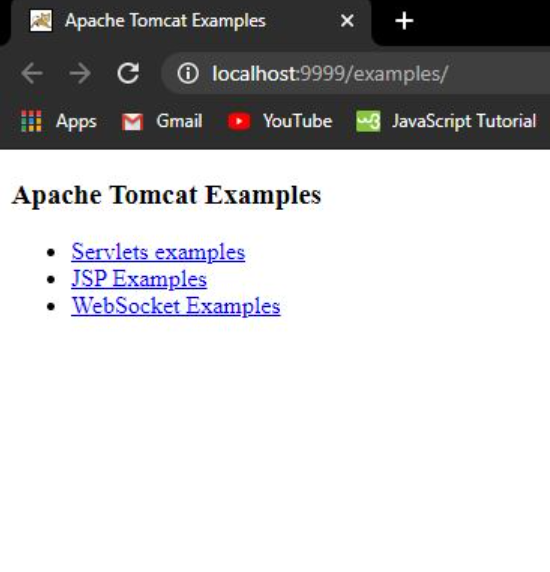 Apache Tomcat Examples
localhost:9999/examples/
Apps Gmail YouTube JavaScript Tutorial
Apache Tomcat Examples
Servlets examples
JSP Examples
WebSocket Examples